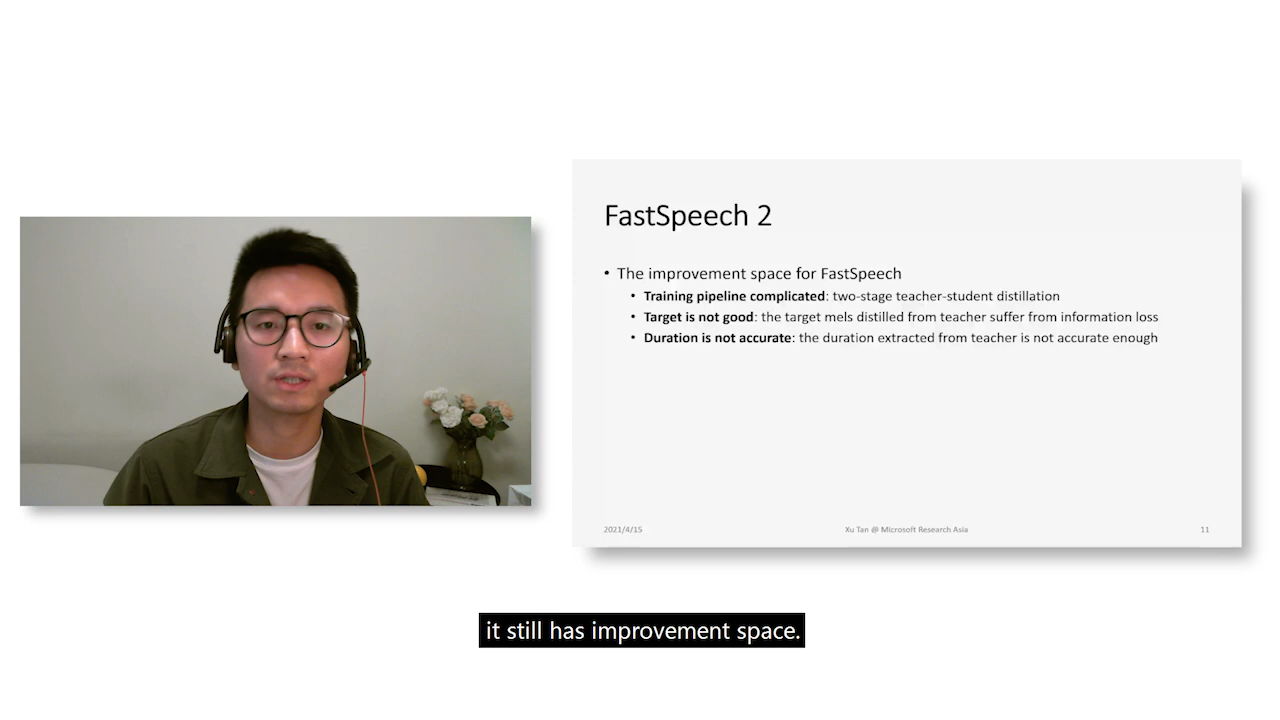 FastSpeech 2
• The improvement space for FastSpeech
• Training pipeline complicated: two-stage teacher-student distillation
• Target is not good: the target mels distilled from teacher suffer from information loss
• Duration is not accurate: the duration extracted from teacher is not accurate enough
2021/4/15 Xu Tan @ Microsoft Research Asia 11
it still has improvement space.